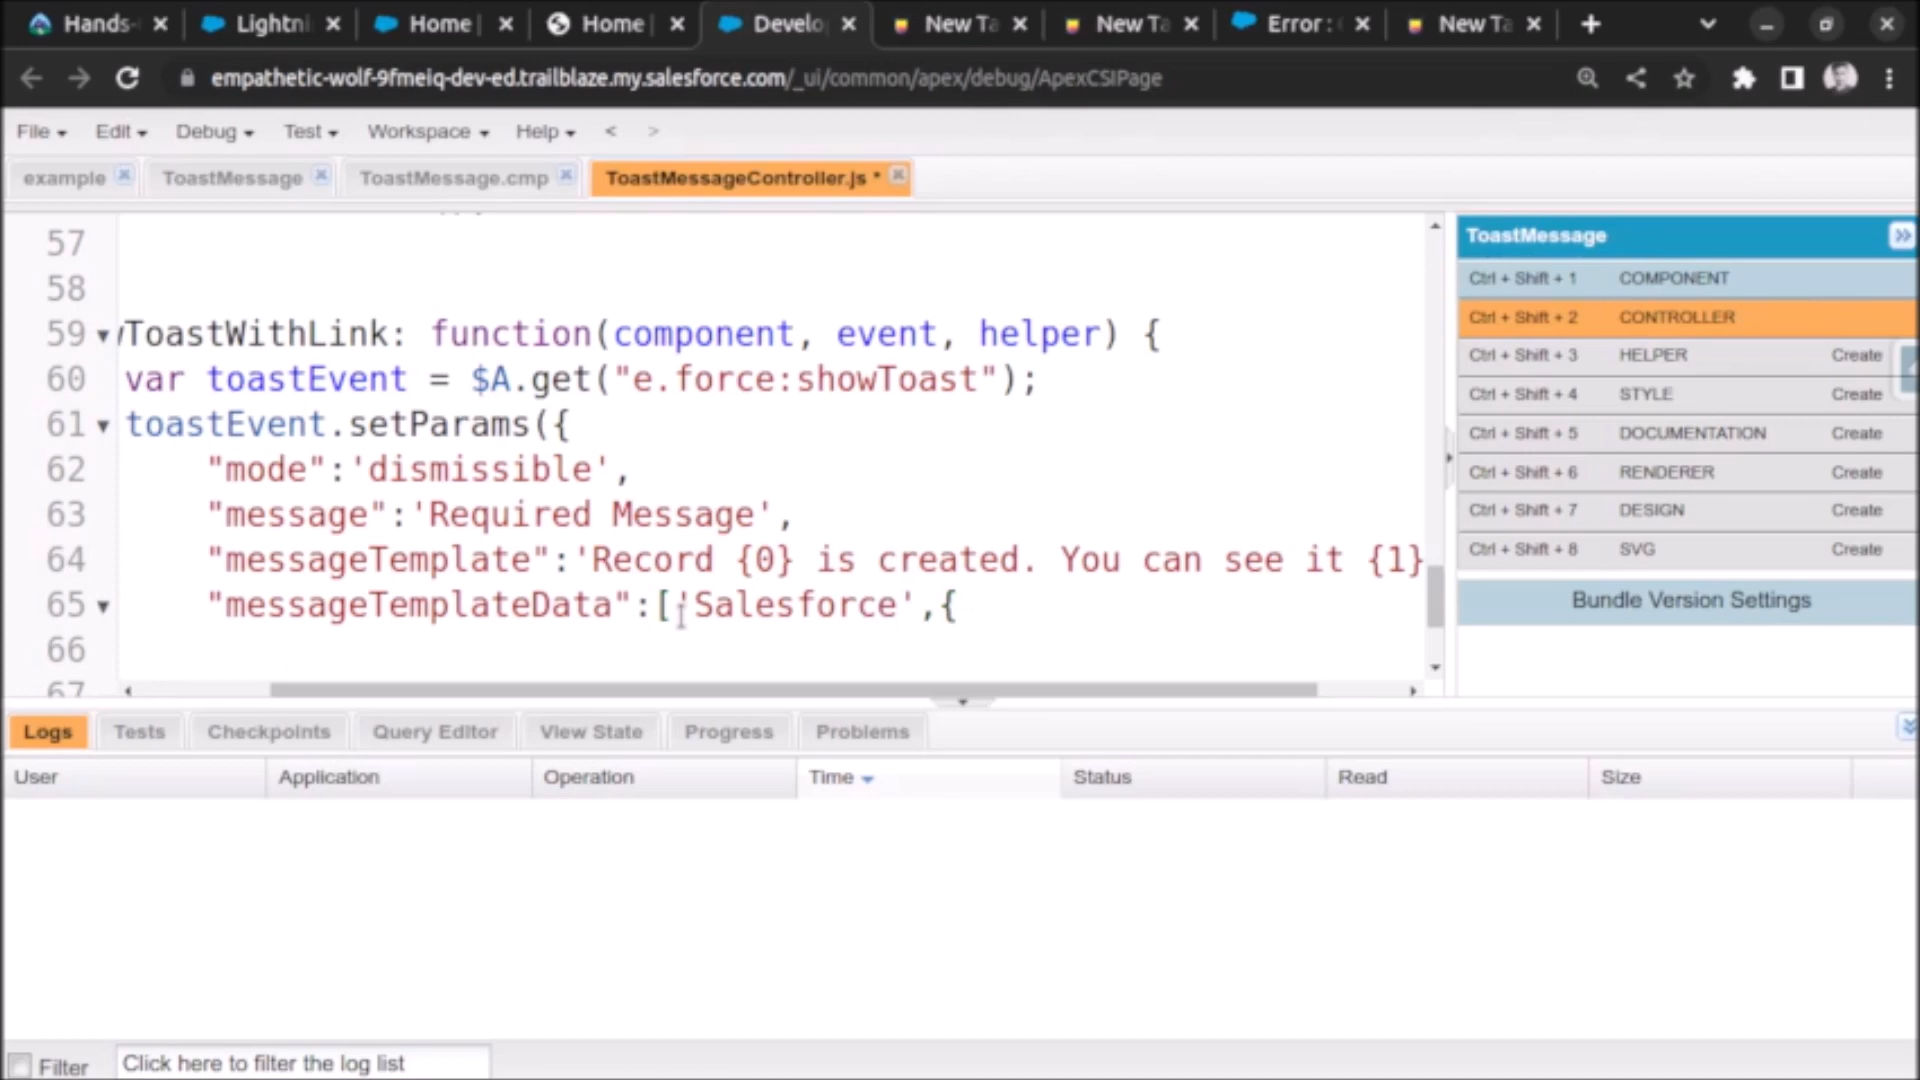 Hands-
Lightni
Home
Home
Develo
New Ta
New Ta
Error :
New Ta
empathetic-wolf-9fmeiq-dev-ed.trailblaze.my.salesforce.com/_ui/common/apex/debug/ApexCSIPage
File Edit Debug Test Workspace Help < >
example ToastMessage ToastMessage.cmp ToastMessageController.js *
57
58
59 ToastWithLink: function(component, event, helper) {
60 var toastEvent = $A.get("e.force:showToast");
61 toastEvent.setParams({
62 "mode":'dismissible',
63 "message":'Required Message',
64 "messageTemplate":'Record {0} is created. You can see it {1}
65 "messageTemplateData":['Salesforce',{
66
67
ToastMessage
Ctrl + Shift + 1 COMPONENT
Ctrl + Shift + 2 CONTROLLER
Ctrl + Shift + 3 HELPER Create
Ctrl + Shift + 4 STYLE Create
Ctrl + Shift + 5 DOCUMENTATION Create
Ctrl + Shift + 6 RENDERER Create
Ctrl + Shift + 7 DESIGN Create
Ctrl + Shift + 8 SVG Create
Bundle Version Settings
Logs Tests Checkpoints Query Editor View State Progress Problems
User Application Operation Time Status Read Size
Filter Click here to filter the log list